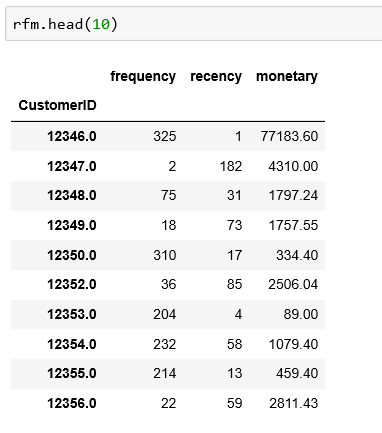 rfm.head(10)
frequency recency monetary
CustomerID
12346.0 325 1 77183.60
12347.0 2 182 4310.00
12348.0 75 31 1797.24
12349.0 18 73 1757.55
12350.0 310 17 334.40
12352.0 36 85 2506.04
12353.0 204 4 89.00
12354.0 232 58 1079.40
12355.0 214 13 459.40
12356.0 22 59 2811.43